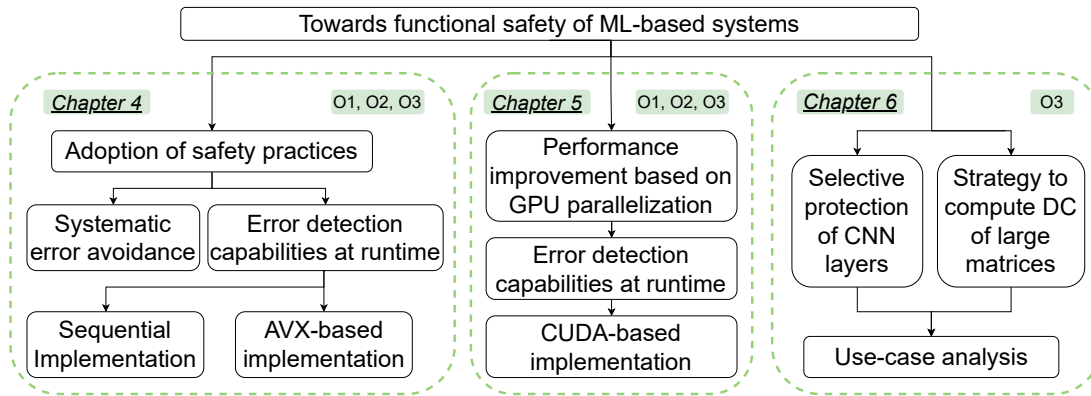 Towards functional safety of ML-based systems
Chapter 4
O1, O2, O3
Adoption of safety practices
Systematic
error avoidance
Error detection
capabilities at runtime
Sequential
Implementation
AVX-based
implementation
Chapter 5
O1, O2, O3
Performance
improvement based on
GPU parallelization
Error detection
capabilities at runtime
CUDA-based
implementation
Chapter 6
O3
Selective
protection
of CNN
layers
Strategy to
compute DC
of large
matrices
Use-case analysis